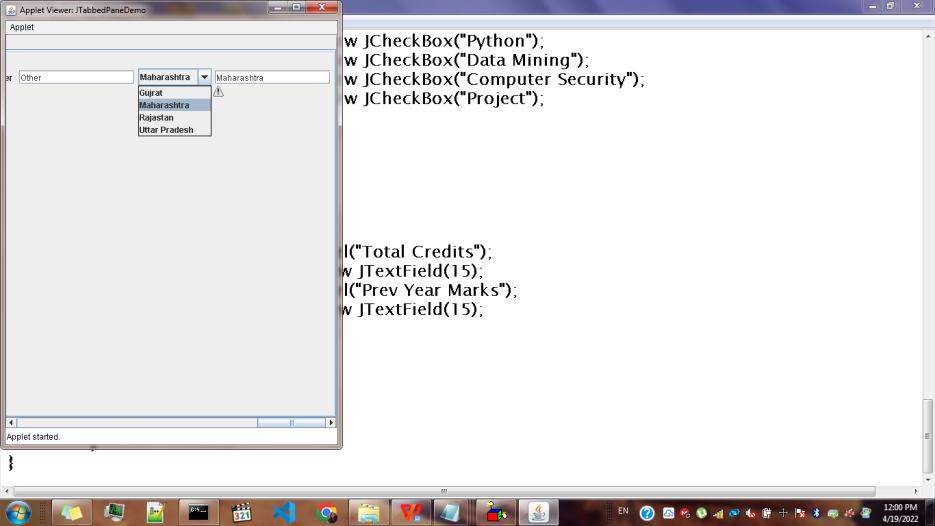 Applet Viewer: JTabbedPaneDemo
Applet
er Other Maharashtra Maharashtra
Gujrat
Maharashtra
Rajastan
Uttar Pradesh
Applet started.
w JCheckBox("Python");
w JCheckBox("Data Mining");
w JCheckBox("Computer Security");
w JCheckBox("Project");
l("Total Credits");
w JTextField(15);
l("Prev Year Marks");
w JTextField(15);
}
321
EN
12:00 PM
4/19/2022